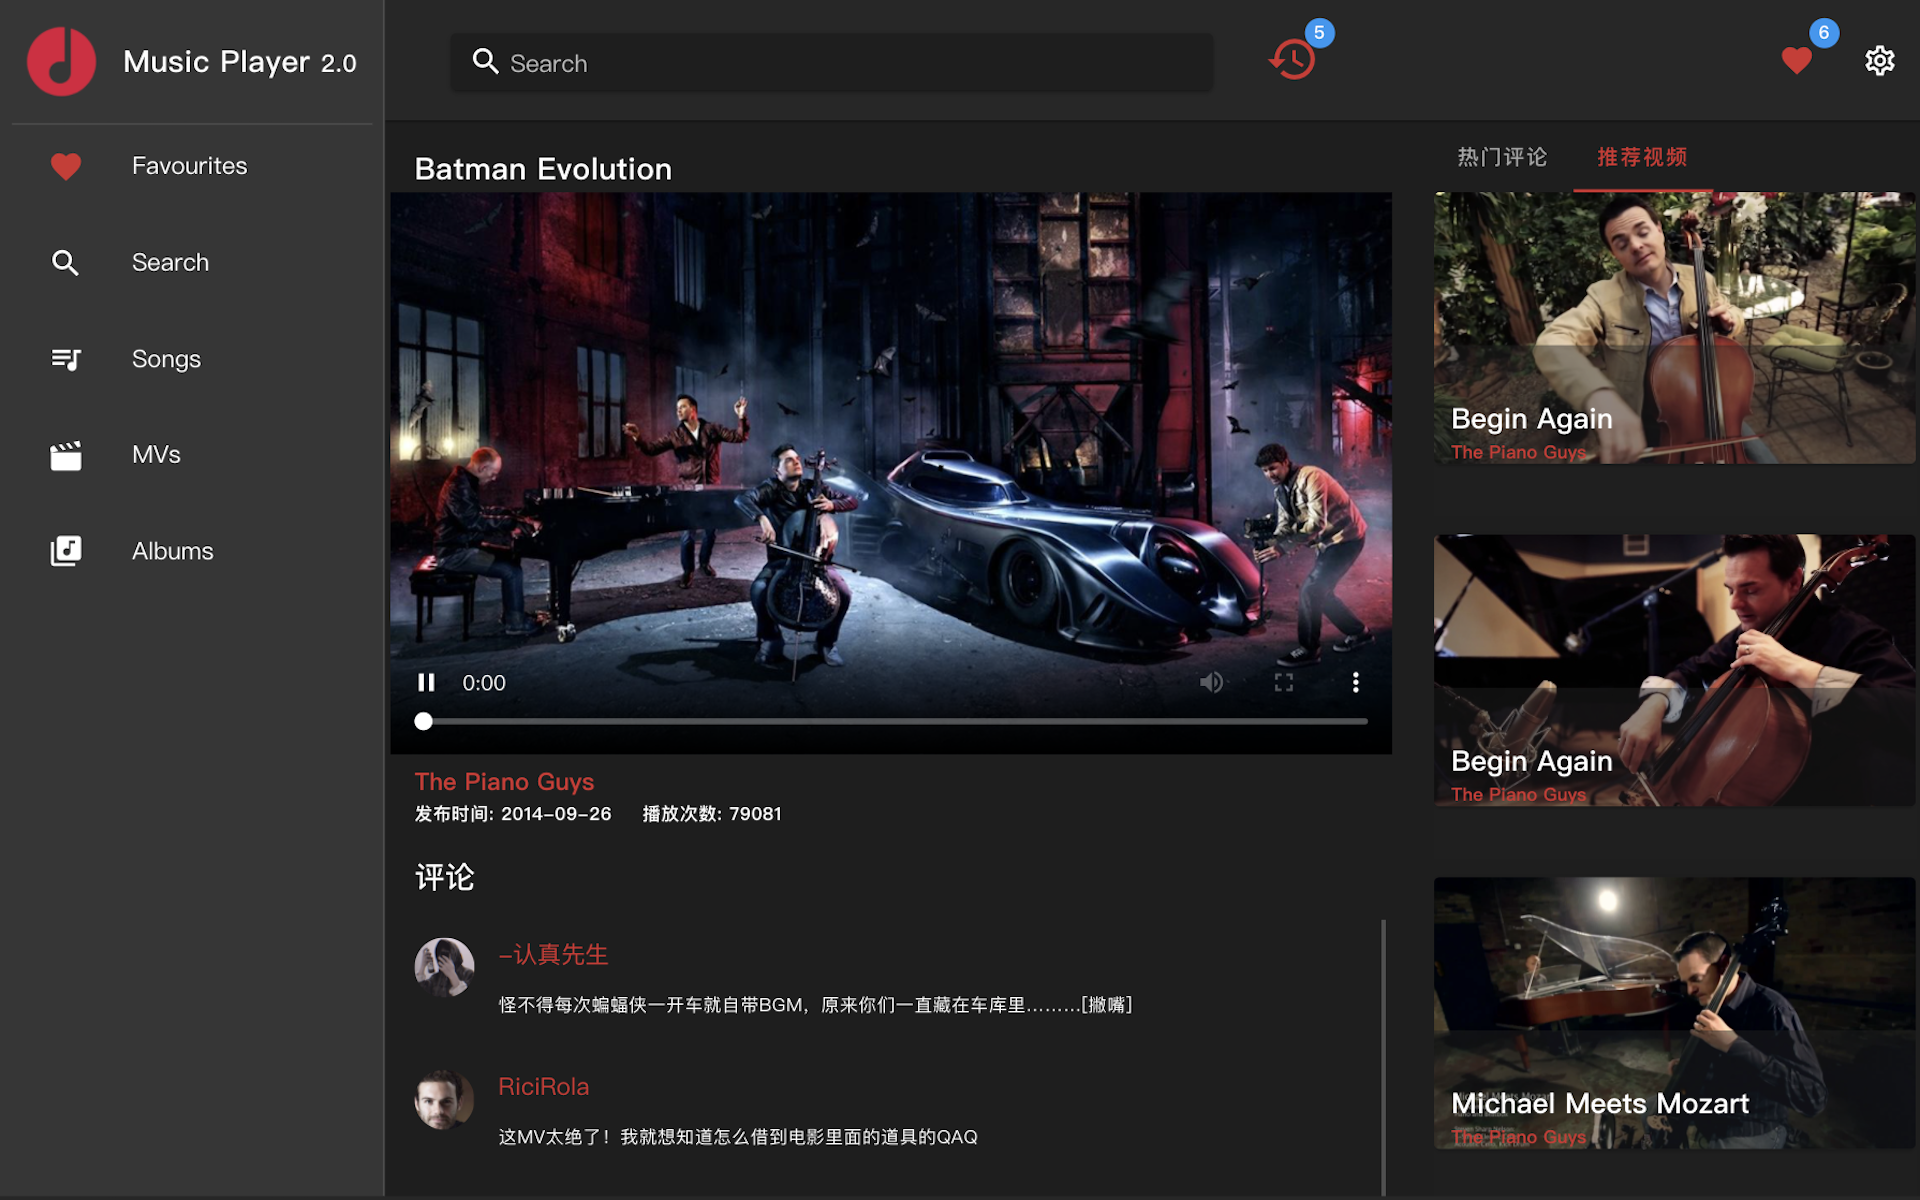 Music Player 2.0
Search
5
6
Favourites
Search
Songs
MVs
Albums
Batman Evolution
0:00
The Piano Guys
发布时间: 2014-09-26 播放次数: 79081
评论
-认真先生
怪不得每次蝙蝠侠一开车就自带BGM，原来你们一直藏在车库里………[撇嘴]
RiciRola
这MV太绝了！我就想知道怎么借到电影里面的道具的QAQ
热门评论 推荐视频
Begin Again
The Piano Guys
Begin Again
The Piano Guys
Michael Meets Mozart
The Piano Guys